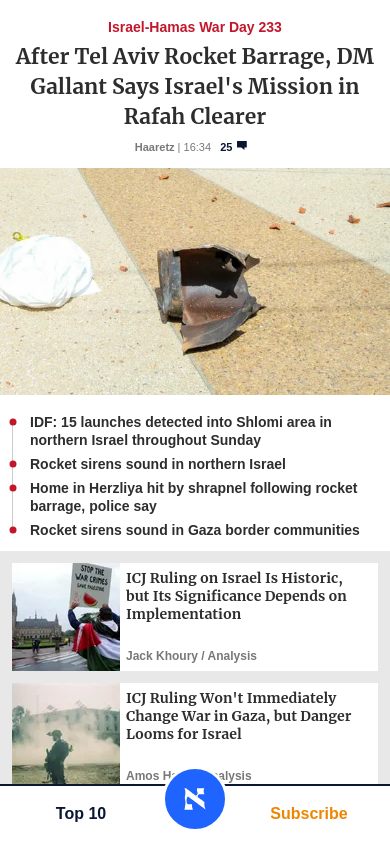 Israel-Hamas War Day 233
After Tel Aviv Rocket Barrage, DM
Gallant Says Israel's Mission in
Rafah Clearer
Haaretz | 16:34 25
IDF: 15 launches detected into Shlomi area in
northern Israel throughout Sunday
Rocket sirens sound in northern Israel
Home in Herzliya hit by shrapnel following rocket
barrage, police say
Rocket sirens sound in Gaza border communities
STOP THE
WAR CRIMES
ICJ Ruling on Israel Is Historic,
but Its Significance Depends on
Implementation
Jack Khoury / Analysis
ICJ Ruling Won't Immediately
Change War in Gaza, but Danger
Looms for Israel
Amos
Top 10
Subscribe